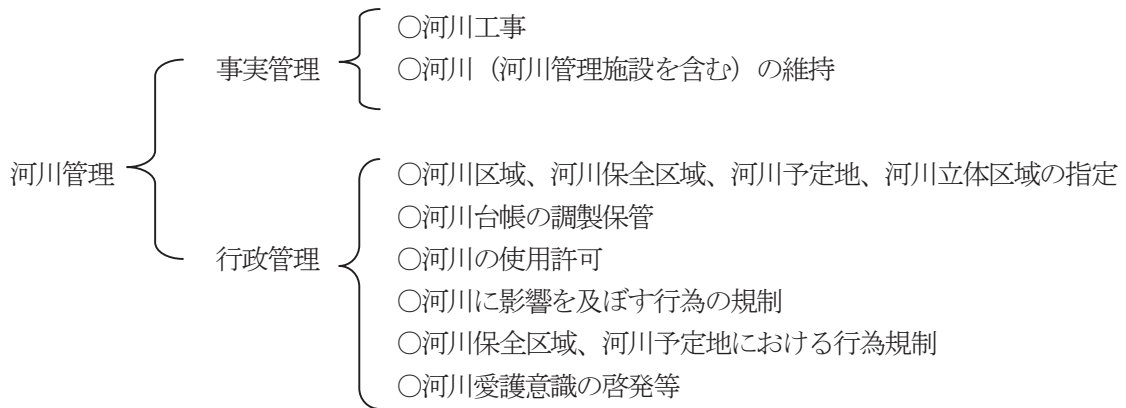 河川管理
事実管理
○河川工事
○河川（河川管理施設を含む）の維持
行政管理
○河川区域、河川保全区域、河川予定地、河川立体区域の指定
○河川台帳の調製保管
○河川の使用許可
○河川に影響を及ぼす行為の規制
○河川保全区域、河川予定地における行為規制
○河川愛護意識の啓発等